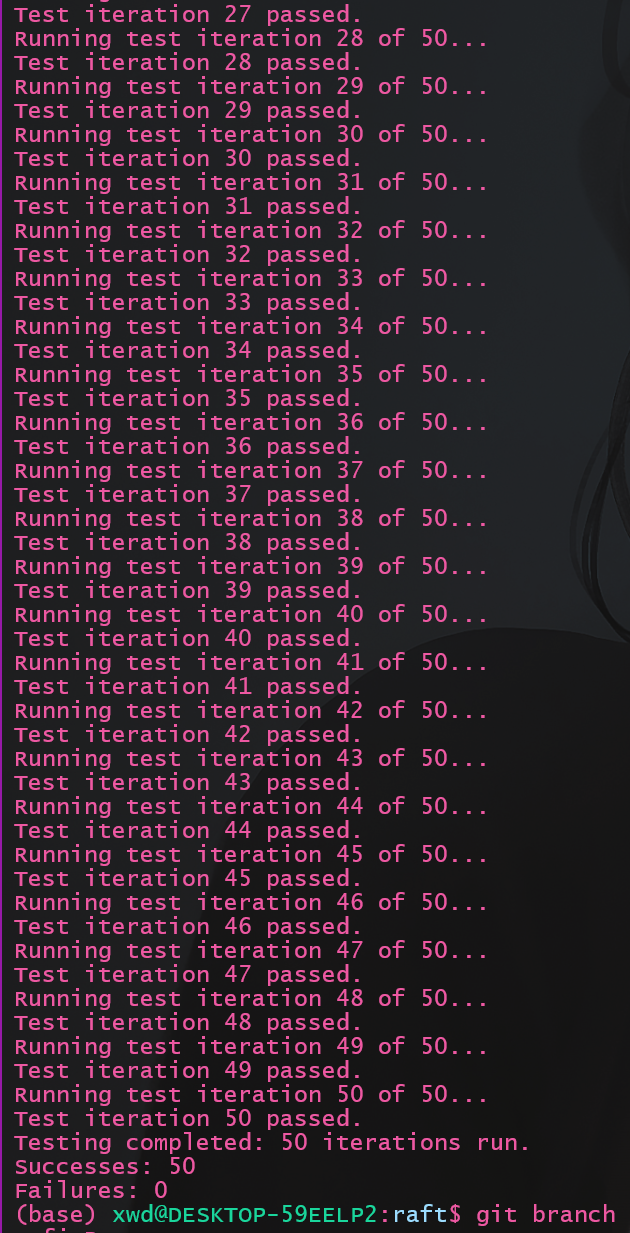 Test iteration 27 passed.
Running test iteration 28 of 50...
Test iteration 28 passed.
Running test iteration 29 of 50...
Test iteration 29 passed.
Running test iteration 30 of 50...
Test iteration 30 passed.
Running test iteration 31 of 50...
Test iteration 31 passed.
Running test iteration 32 of 50...
Test iteration 32 passed.
Running test iteration 33 of 50...
Test iteration 33 passed.
Running test iteration 34 of 50...
Test iteration 34 passed.
Running test iteration 35 of 50...
Test iteration 35 passed.
Running test iteration 36 of 50...
Test iteration 36 passed.
Running test iteration 37 of 50...
Test iteration 37 passed.
Running test iteration 38 of 50...
Test iteration 38 passed.
Running test iteration 39 of 50...
Test iteration 39 passed.
Running test iteration 40 of 50...
Test iteration 40 passed.
Running test iteration 41 of 50...
Test iteration 41 passed.
Running test iteration 42 of 50...
Test iteration 42 passed.
Running test iteration 43 of 50...
Test iteration 43 passed.
Running test iteration 44 of 50...
Test iteration 44 passed.
Running test iteration 45 of 50...
Test iteration 45 passed.
Running test iteration 46 of 50...
Test iteration 46 passed.
Running test iteration 47 of 50...
Test iteration 47 passed.
Running test iteration 48 of 50...
Test iteration 48 passed.
Running test iteration 49 of 50...
Test iteration 49 passed.
Running test iteration 50 of 50...
Test iteration 50 passed.
Testing completed: 50 iterations run.
Successes: 50
Failures: 0
(base) xwd@DESKTOP-59EELP2:raft$ git branch